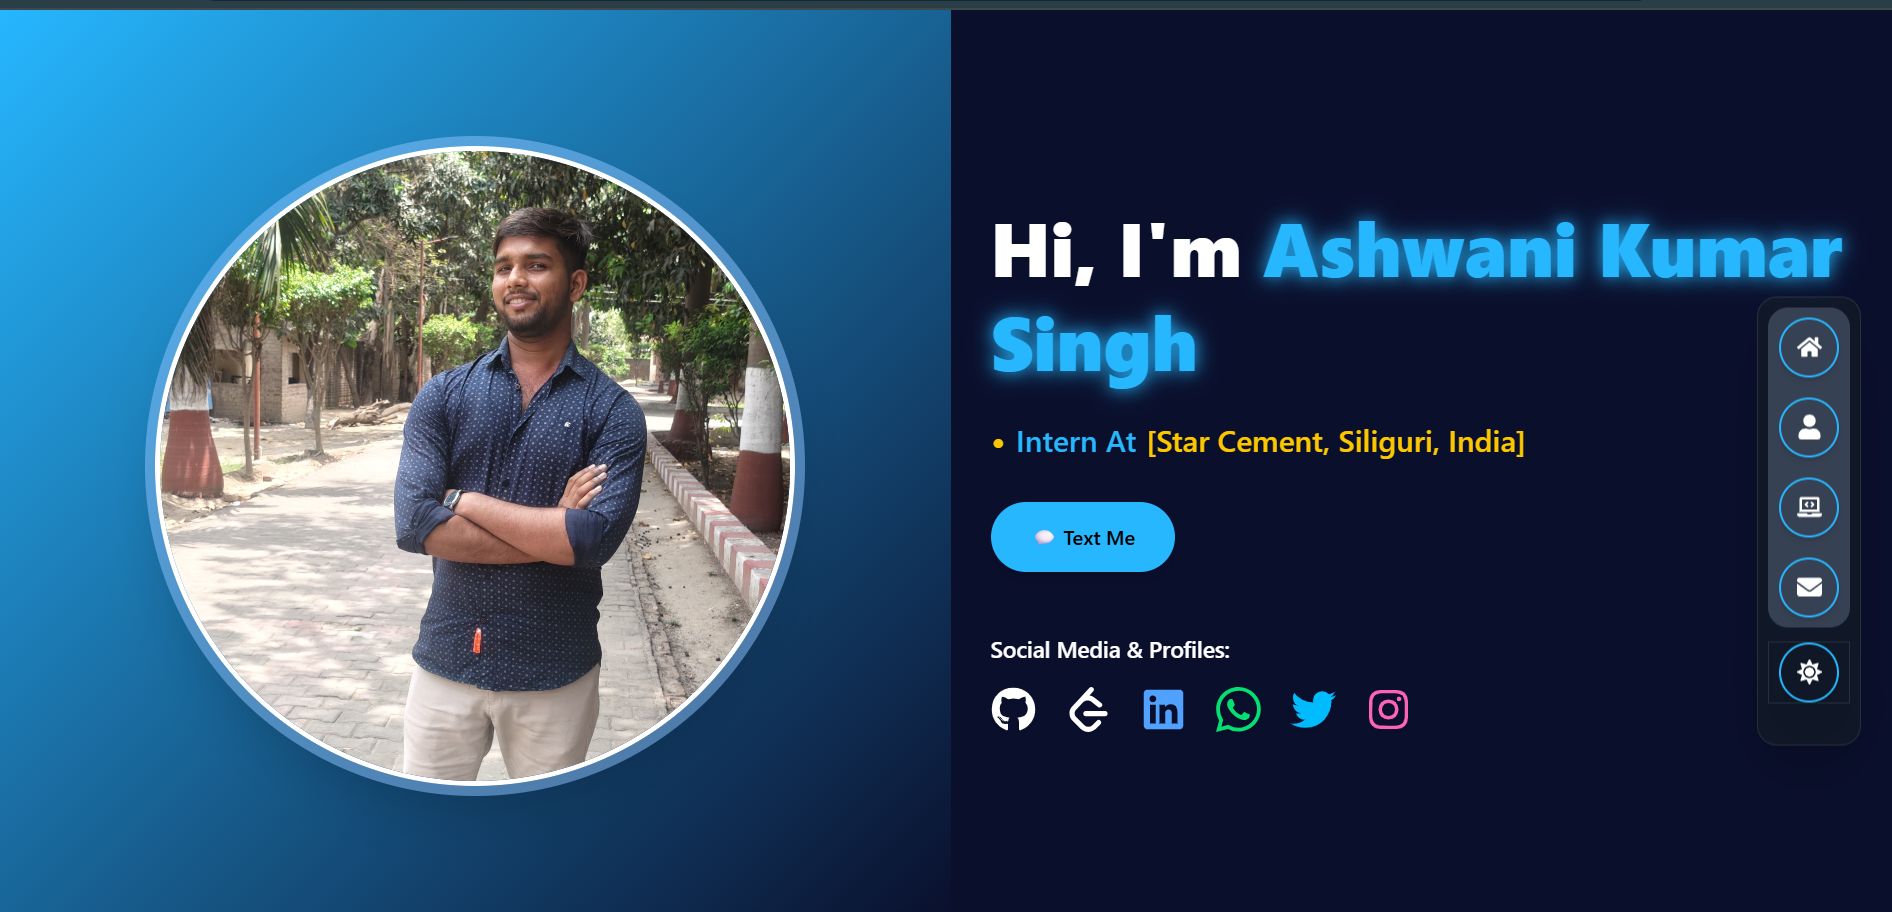 Hi, I'm Ashwani Kumar
Singh
• Intern At [Star Cement, Siliguri, India]
Text Me
Social Media & Profiles: